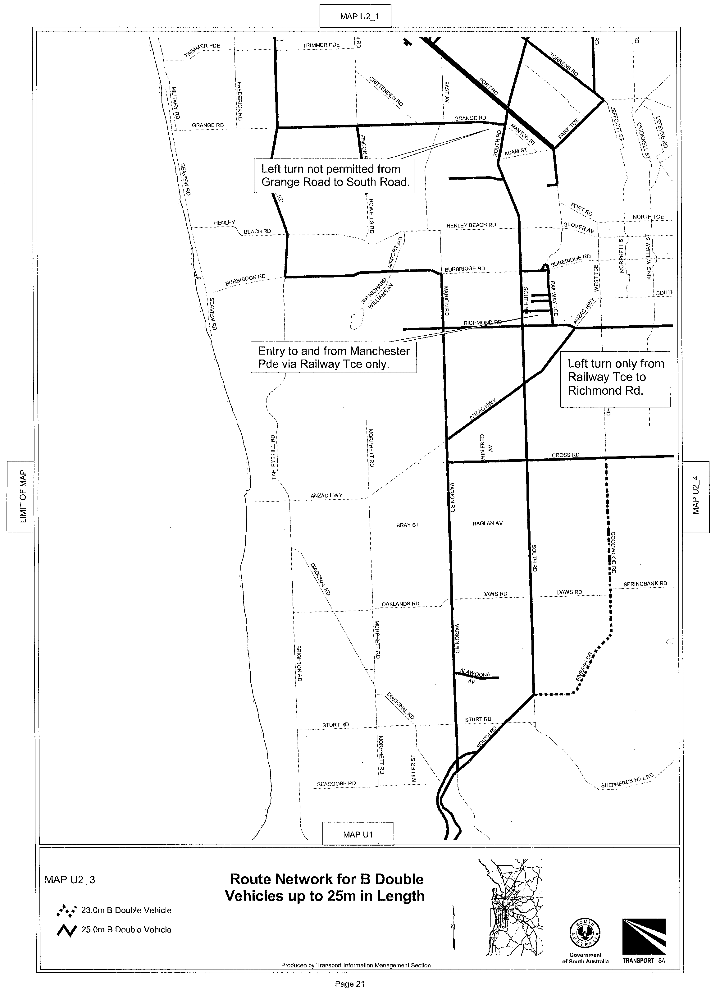 MAP U2_1
TRIMMER PDE
TRIMMER PDE
RD
RD
RD
TORRENS RD
CRITTENDEN RD
PORT RD
MILITARY RD
FREDERICK RD
EAST AV
GRANGE RD
GRANGE RD
MANTON ST
PARK TCE
JEFFCOTT ST
O'CONNELL ST
LEFEVRE RD
FINDON R
SOUTH RD
ADAM ST
Left turn not permitted from
Grange Road to South Road.
SEAVIEW RD
RD
ROWELLS RD
PORT RD
NORTH TCE
HENLEY
BEACH RD
HENLEY BEACH RD
GLOVER AV
AIRPORT RD
MORPHETT ST
KING WILLIAM ST
BURBRIDGE RD
BURBRIDGE RD
BURBRIDGE RD
WEST TCE
SIR RICHARD
WILLIAMS AV
MARION RD
SOUTH RD
RAILWAY TCE
SOUTH
SEAVIEW RD
ANZAC HWY
RICHMOND RD
Entry to and from Manchester
Pde via Railway Tce only.
Left turn only from
Railway Tce to
Richmond Rd.
RD
ANZAC HWY
TAPLEYS HILL RD
MORPHETT RD
WINIFRED
AV
CROSS RD
LIMIT OF MAP
MAP U2_4
ANZAC HWY
MARION RD
BRAY ST
RAGLAN AV
SOUTH RD
GOODWOOD RD
DIAGONAL RD
SPRINGBANK RD
DAWS RD
DAWS RD
OAKLANDS RD
MORPHETT RD
MARION RD
BRIGHTON RD
FIVEASH DR
ALAWOONA
AV
DIAGONAL RD
STURT RD
STURT RD
SOUTH RD
MORPHETT RD
MILLER ST
SEACOMBE RD
SHEPHERDS HILL RD
MAP U1
MAP U2_3
Route Network for B Double
Vehicles up to 25m in Length
23.0m B Double Vehicle
25.0m B Double Vehicle
N
SOUTH
AUSTRALIA
Government
of South Australia
TRANSPORT SA
Produced by Transport Information Management Section
Page 21